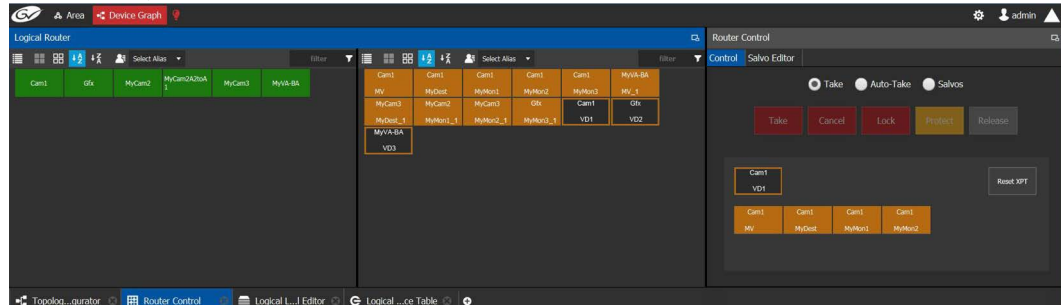 GV Area Device Graph admin
Logical Router
Router Control
Select Alias filter
Select Alias filter
Control Salvo Editor
Cam1 Gfx MyCam2 MyCam2A2toA1 MyCam3 MyVA-BA
Cam1 Cam1 Cam1 Cam1 Cam1 MyVA-BA
MV MyDest MyMon1 MyMon2 MyMon3 MV_1
MyCam3 MyCam2 MyCam3 Gfx Cam1 Gfx
MyDest_1 MyMon1_1 MyMon2_1 MyMon3_1 VD1 VD2
MyVA-BA
VD3
Take Auto-Take Salvos
Take Cancel Lock Protect Release
Cam1
VD1
Reset XPT
Cam1 Cam1 Cam1 Cam1
MV MyDest MyMon1 MyMon2
Topolog...gurator Router Control Logical L...l Editor Logical ...ce Table